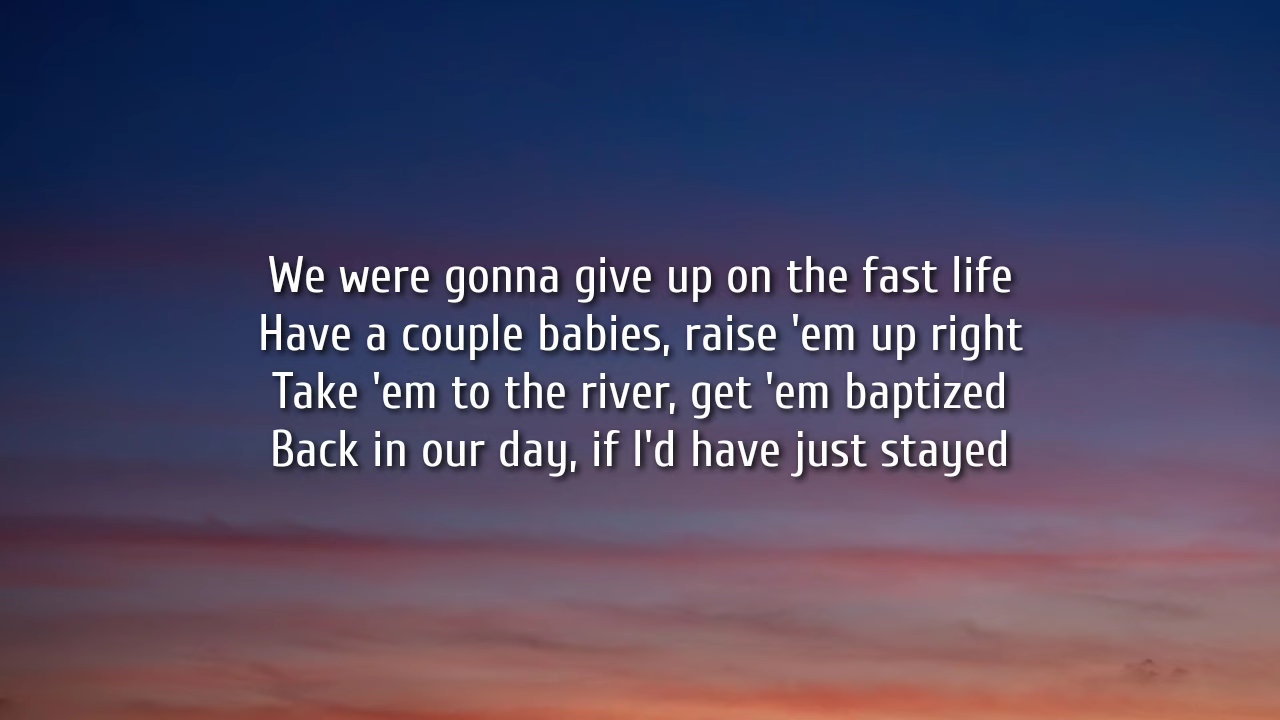 We were gonna give up on the fast life
Have a couple babies, raise 'em up right
Take 'em to the river, get 'em baptized
Back in our day, if I'd have just stayed